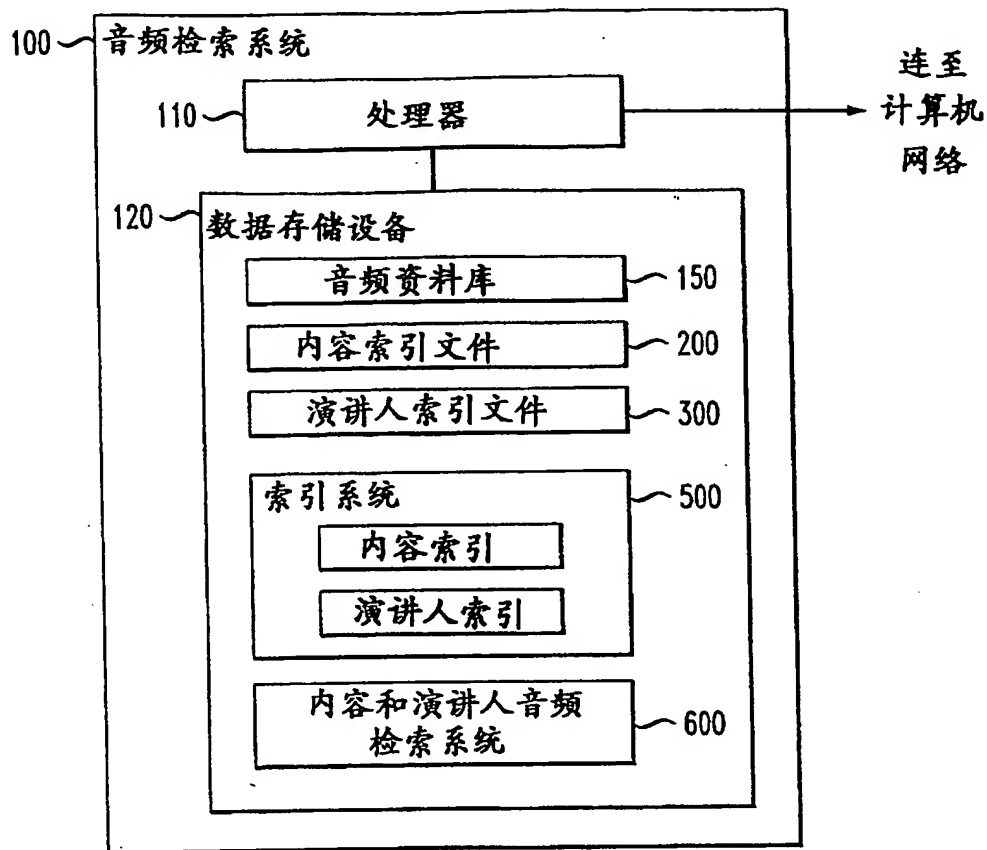 100
音频检索系统
110
处理器
连至
计算机
网络
120
数据存储设备
音频资料库
150
内容索引文件
200
演讲人索引文件
300
索引系统
500
内容索引
演讲人索引
内容和演讲人音频
检索系统
600